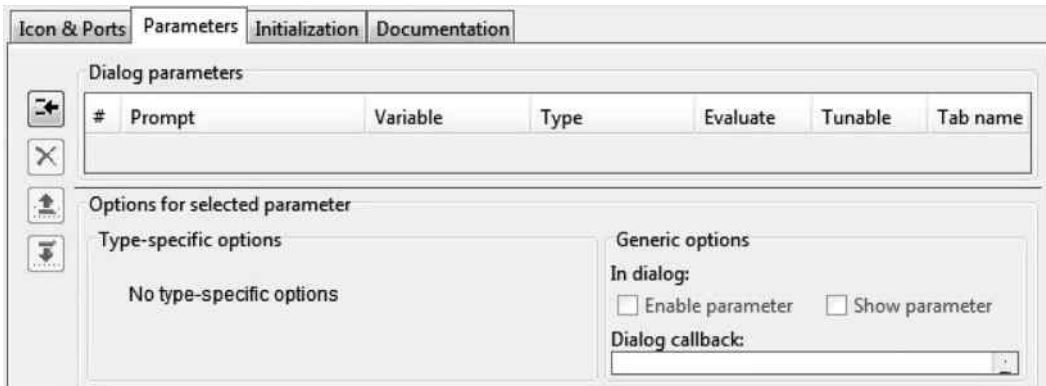 Icon & Ports Parameters Initialization Documentation
Dialog parameters
# Prompt Variable Type Evaluate Tunable Tab name
Options for selected parameter
Type-specific options
No type-specific options
Generic options
In dialog:
Enable parameter Show parameter
Dialog callback: